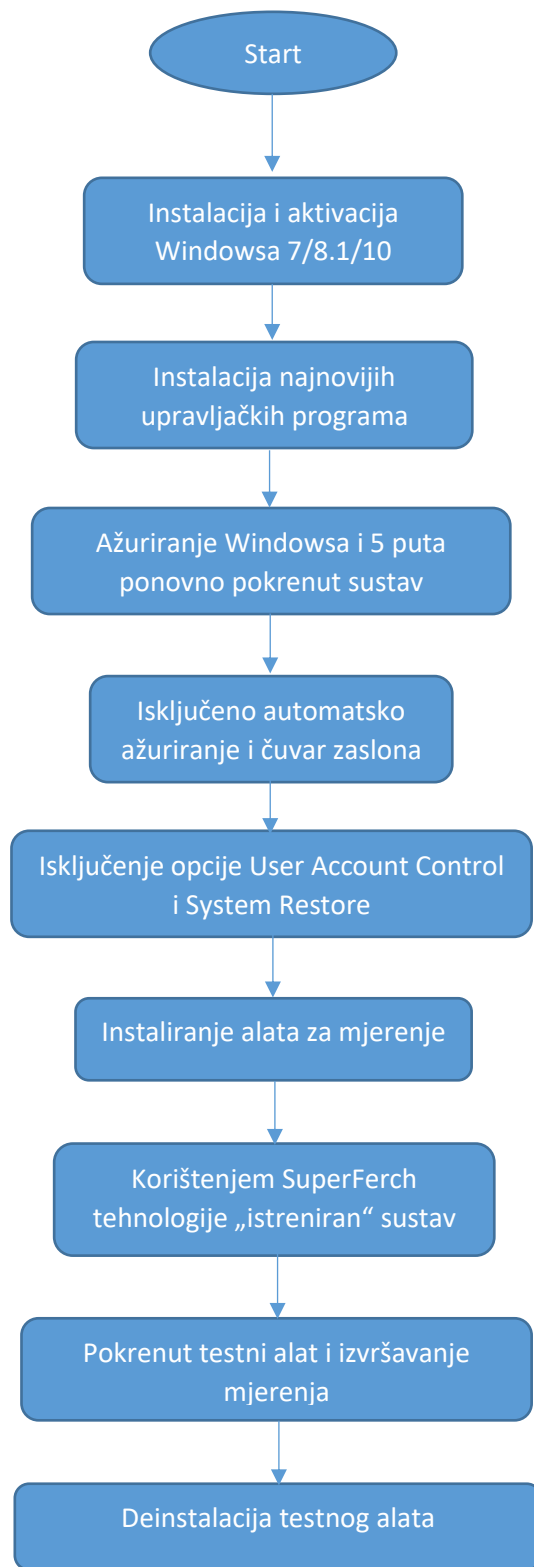 Start
Instalacija i aktivacija
Windowsa 7/8.1/10
Instalacija najnovijih
upravljačkih programa
Ažuriranje Windowsa i 5 puta
ponovno pokrenut sustav
Isključeno automatsko
ažuriranje i čuvar zaslona
Isključenje opcije User Account Control
i System Restore
Instaliranje alata za mjerenje
Korištenjem SuperFerch
tehnologije „istreniran“ sustav
Pokrenut testni alat i izvršavanje
mjerenja
Deinstalacija testnog alata